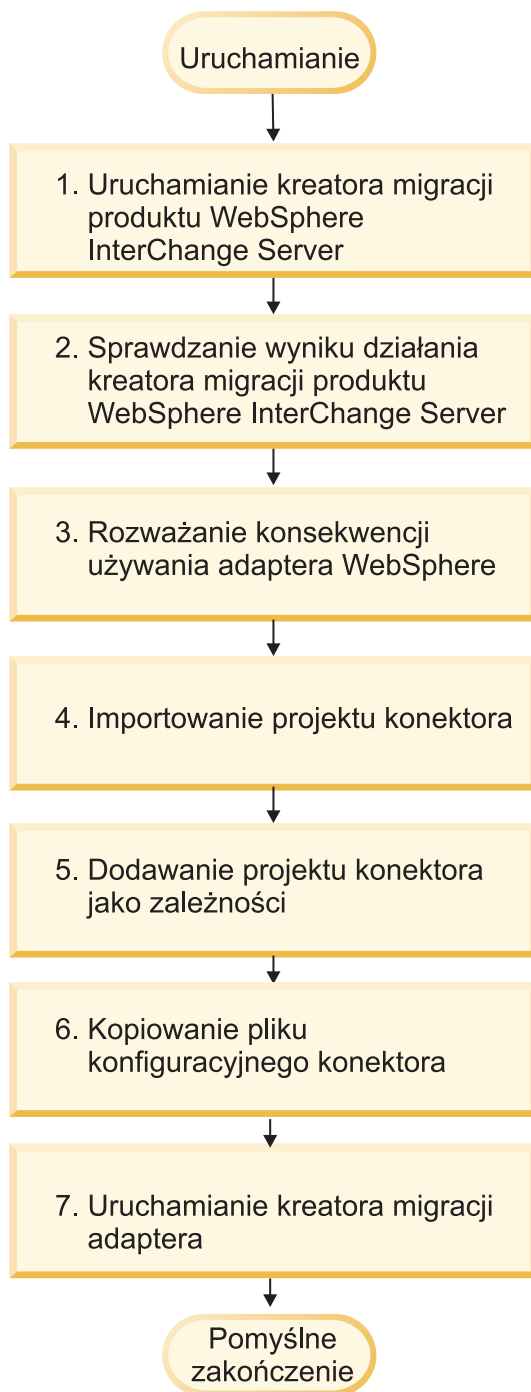 Uruchamianie
1. Uruchamianie kreatora migracji
produktu WebSphere
InterChange Server
2. Sprawdzanie wyniku działania
kreatora migracji produktu
WebSphere InterChange Server
3. Rozważanie konsekwencji
używania adaptera WebSphere
4. Importowanie projektu konektora
5. Dodawanie projektu konektora
jako zależności
6. Kopiowanie pliku
konfiguracyjnego konektora
7. Uruchamianie kreatora migracji
adaptera
Pomyślne
zakończenie